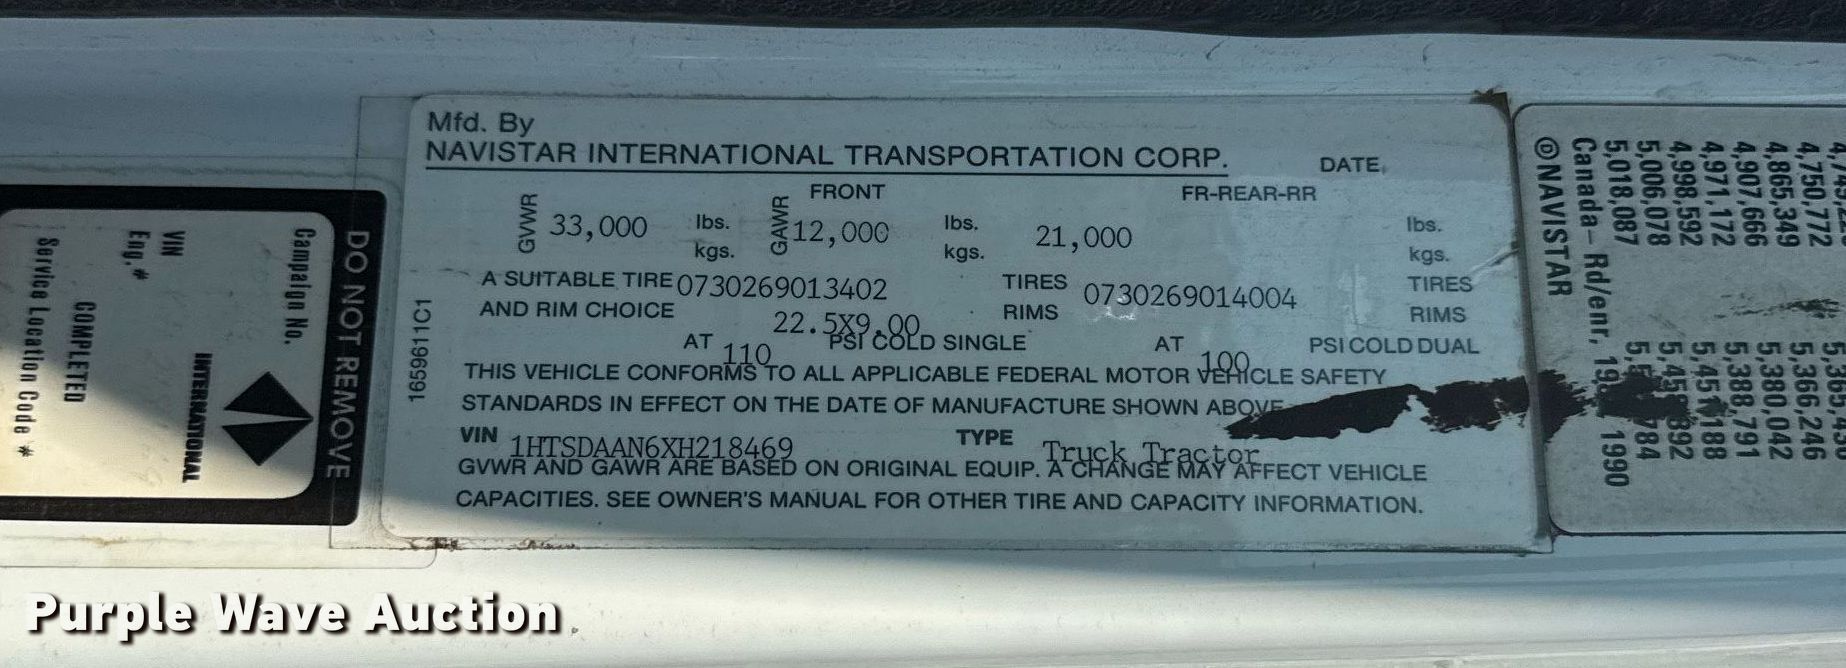 Campaign No.
INTERNATIONAL
VIN
Eng.#
COMPLETED
Service Location Code #
DO NOT REMOVE
Mfd. By
NAVISTAR INTERNATIONAL TRANSPORTATION CORP. DATE
FRONT FR-REAR-RR
GVWR 33,000 lbs. kgs. GAWR 12,000 lbs. kgs. 21,000 lbs. kgs.
A SUITABLE TIRE 0730269013402 TIRES 0730269014004 TIRES
AND RIM CHOICE 22.5X9.00 RIMS RIMS
AT 110 PSI COLD SINGLE AT 100 PSI COLD DUAL
THIS VEHICLE CONFORMS TO ALL APPLICABLE FEDERAL MOTOR VEHICLE SAFETY
STANDARDS IN EFFECT ON THE DATE OF MANUFACTURE SHOWN ABOVE
VIN 1HTSDAAN6XH218469 TYPE Truck Tractor
GVWR AND GAWR ARE BASED ON ORIGINAL EQUIP. A CHANGE MAY AFFECT VEHICLE
CAPACITIES. SEE OWNER'S MANUAL FOR OTHER TIRE AND CAPACITY INFORMATION.
1659611C1
4,750,772 5,366,246
4,865,349 5,380,042
4,907,666 5,388,791
4,971,172
4,998,592
5,006,078
5,018,087
Canada–Rd/enr, 1990
©NAVISTAR
Purple Wave Auction